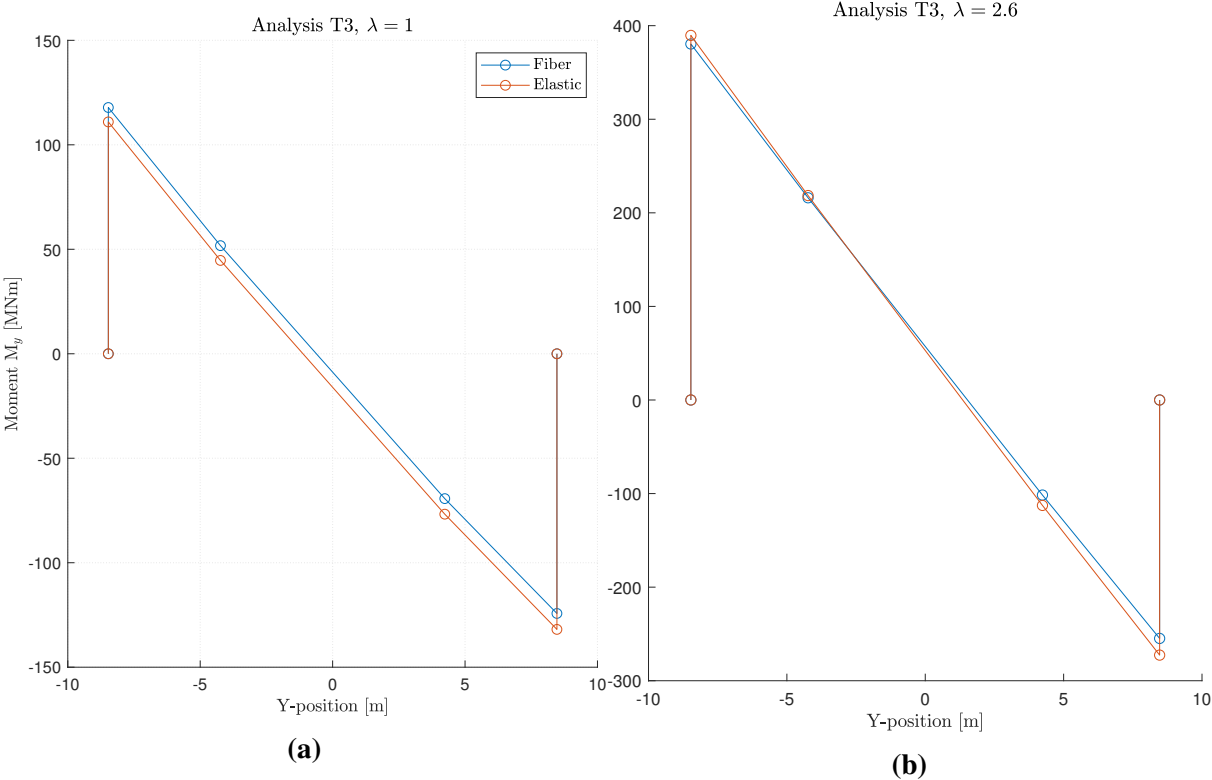 Analysis T3, λ = 1
150
100
50
0
-50
-100
-150
-10
-5
0
5
10
Moment M_y [MNm]
Y-position [m]
Fiber
Elastic
(a)
Analysis T3, λ = 2.6
400
300
200
100
0
-100
-200
-300
-10
-5
0
5
10
Y-position [m]
(b)